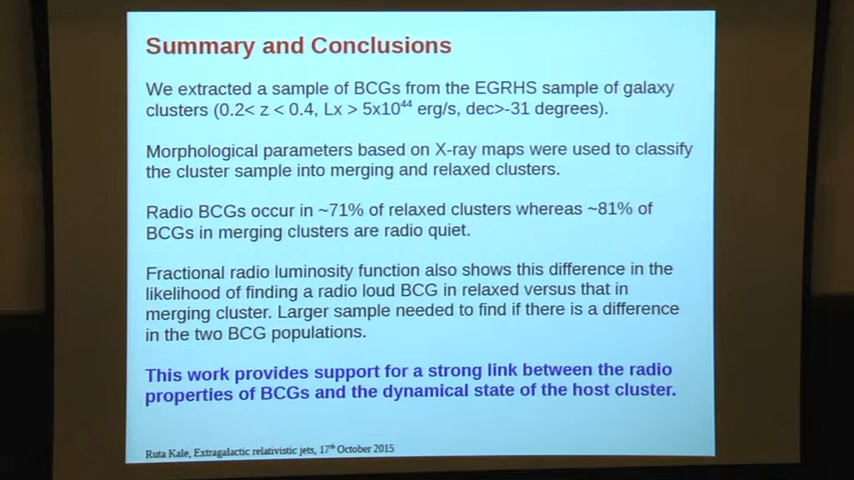 Summary and Conclusions
We extracted a sample of BCGs from the EGRHS sample of galaxy
clusters (0.2< z < 0.4, Lx > 5x10⁴⁴ erg/s, dec>-31 degrees).
Morphological parameters based on X-ray maps were used to classify
the cluster sample into merging and relaxed clusters.
Radio BCGs occur in ~71% of relaxed clusters whereas ~81% of
BCGs in merging clusters are radio quiet.
Fractional radio luminosity function also shows this difference in the
likelihood of finding a radio loud BCG in relaxed versus that in
merging cluster. Larger sample needed to find if there is a difference
in the two BCG populations.
This work provides support for a strong link between the radio
properties of BCGs and the dynamical state of the host cluster.
Ruta Kale, Extragalactic relativistic jets, 17ᵗʰ October 2015